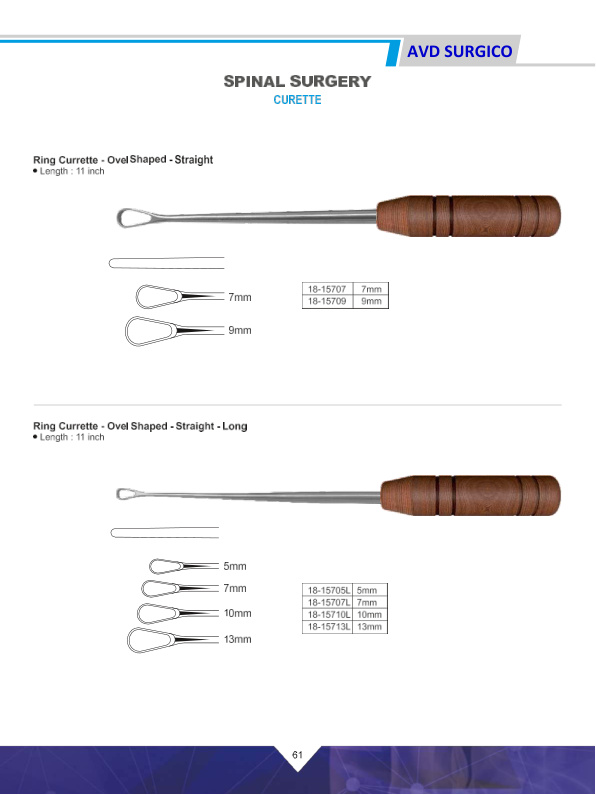 AVD SURGICO
SPINAL SURGERY
CURETTE
Ring Currette - Ovel Shaped - Straight
• Length : 11 inch
7mm
9mm
18-15707 7mm
18-15709 9mm
Ring Currette - Ovel Shaped - Straight - Long
• Length : 11 inch
5mm
7mm
10mm
13mm
18-15705L 5mm
18-15707L 7mm
18-15710L 10mm
18-15713L 13mm
61